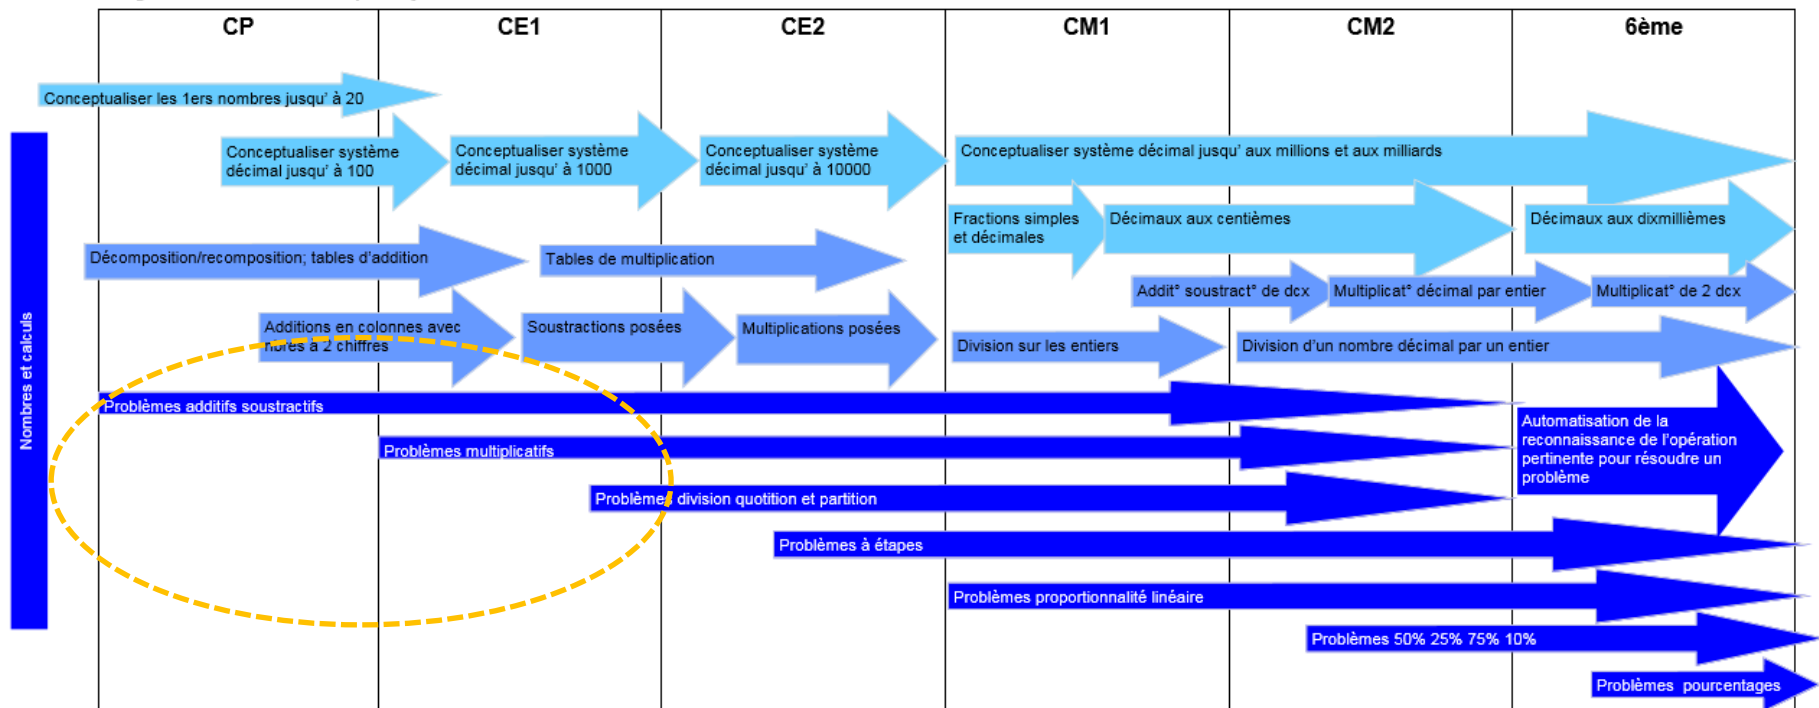 CP
CE1
CE2
CM1
CM2
6ème
Conceptualiser les 1ers nombres jusqu' à 20
Nombres et calculs
Conceptualiser système
décimal jusqu' à 100
Conceptualiser système
décimal jusqu' à 1000
Conceptualiser système
décimal jusqu' à 10000
Conceptualiser système décimal jusqu' aux millions et aux milliards
Fractions simples
et décimales
Décimaux aux centièmes
Décimaux aux dixmillièmes
Décomposition/recomposition; tables d'addition
Tables de multiplication
Addit° soustract° de dcx
Multiplicat° décimal par entier
Multiplicat° de 2 dcx
Additions en colonnes avec
nbres à 2 chiffres
Soustractions posées
Multiplications posées
Division sur les entiers
Division d'un nombre décimal par un entier
Problèmes additifs soustractifs
Problèmes multiplicatifs
Problèmes division quotition et partition
Automatisation de la
reconnaissance de l'opération
pertinente pour résoudre un
problème
Problèmes à étapes
Problèmes proportionnalité linéaire
Problèmes 50% 25% 75% 10%
Problèmes pourcentages